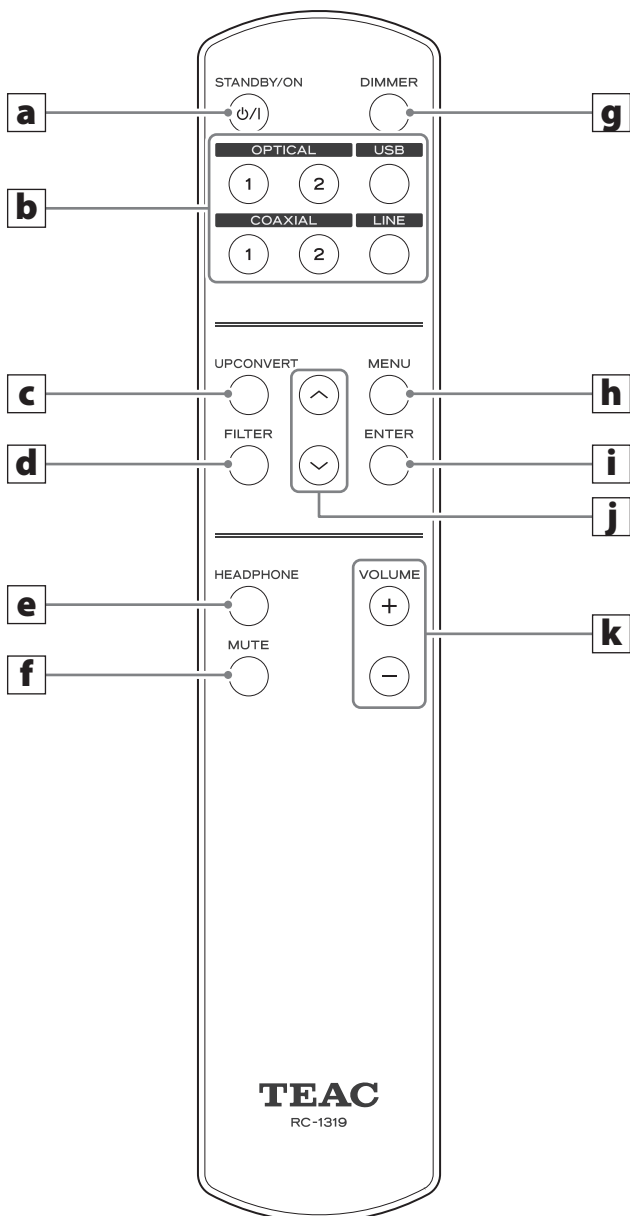 STANDBY/ON DIMMER
a ⏻/I g
OPTICAL USB
b 1 2
COAXIAL LINE
1 2
UPCONVERT MENU
c h
FILTER ENTER
d i
j
HEADPHONE VOLUME
e +
MUTE k
f −
TEAC
RC-1319